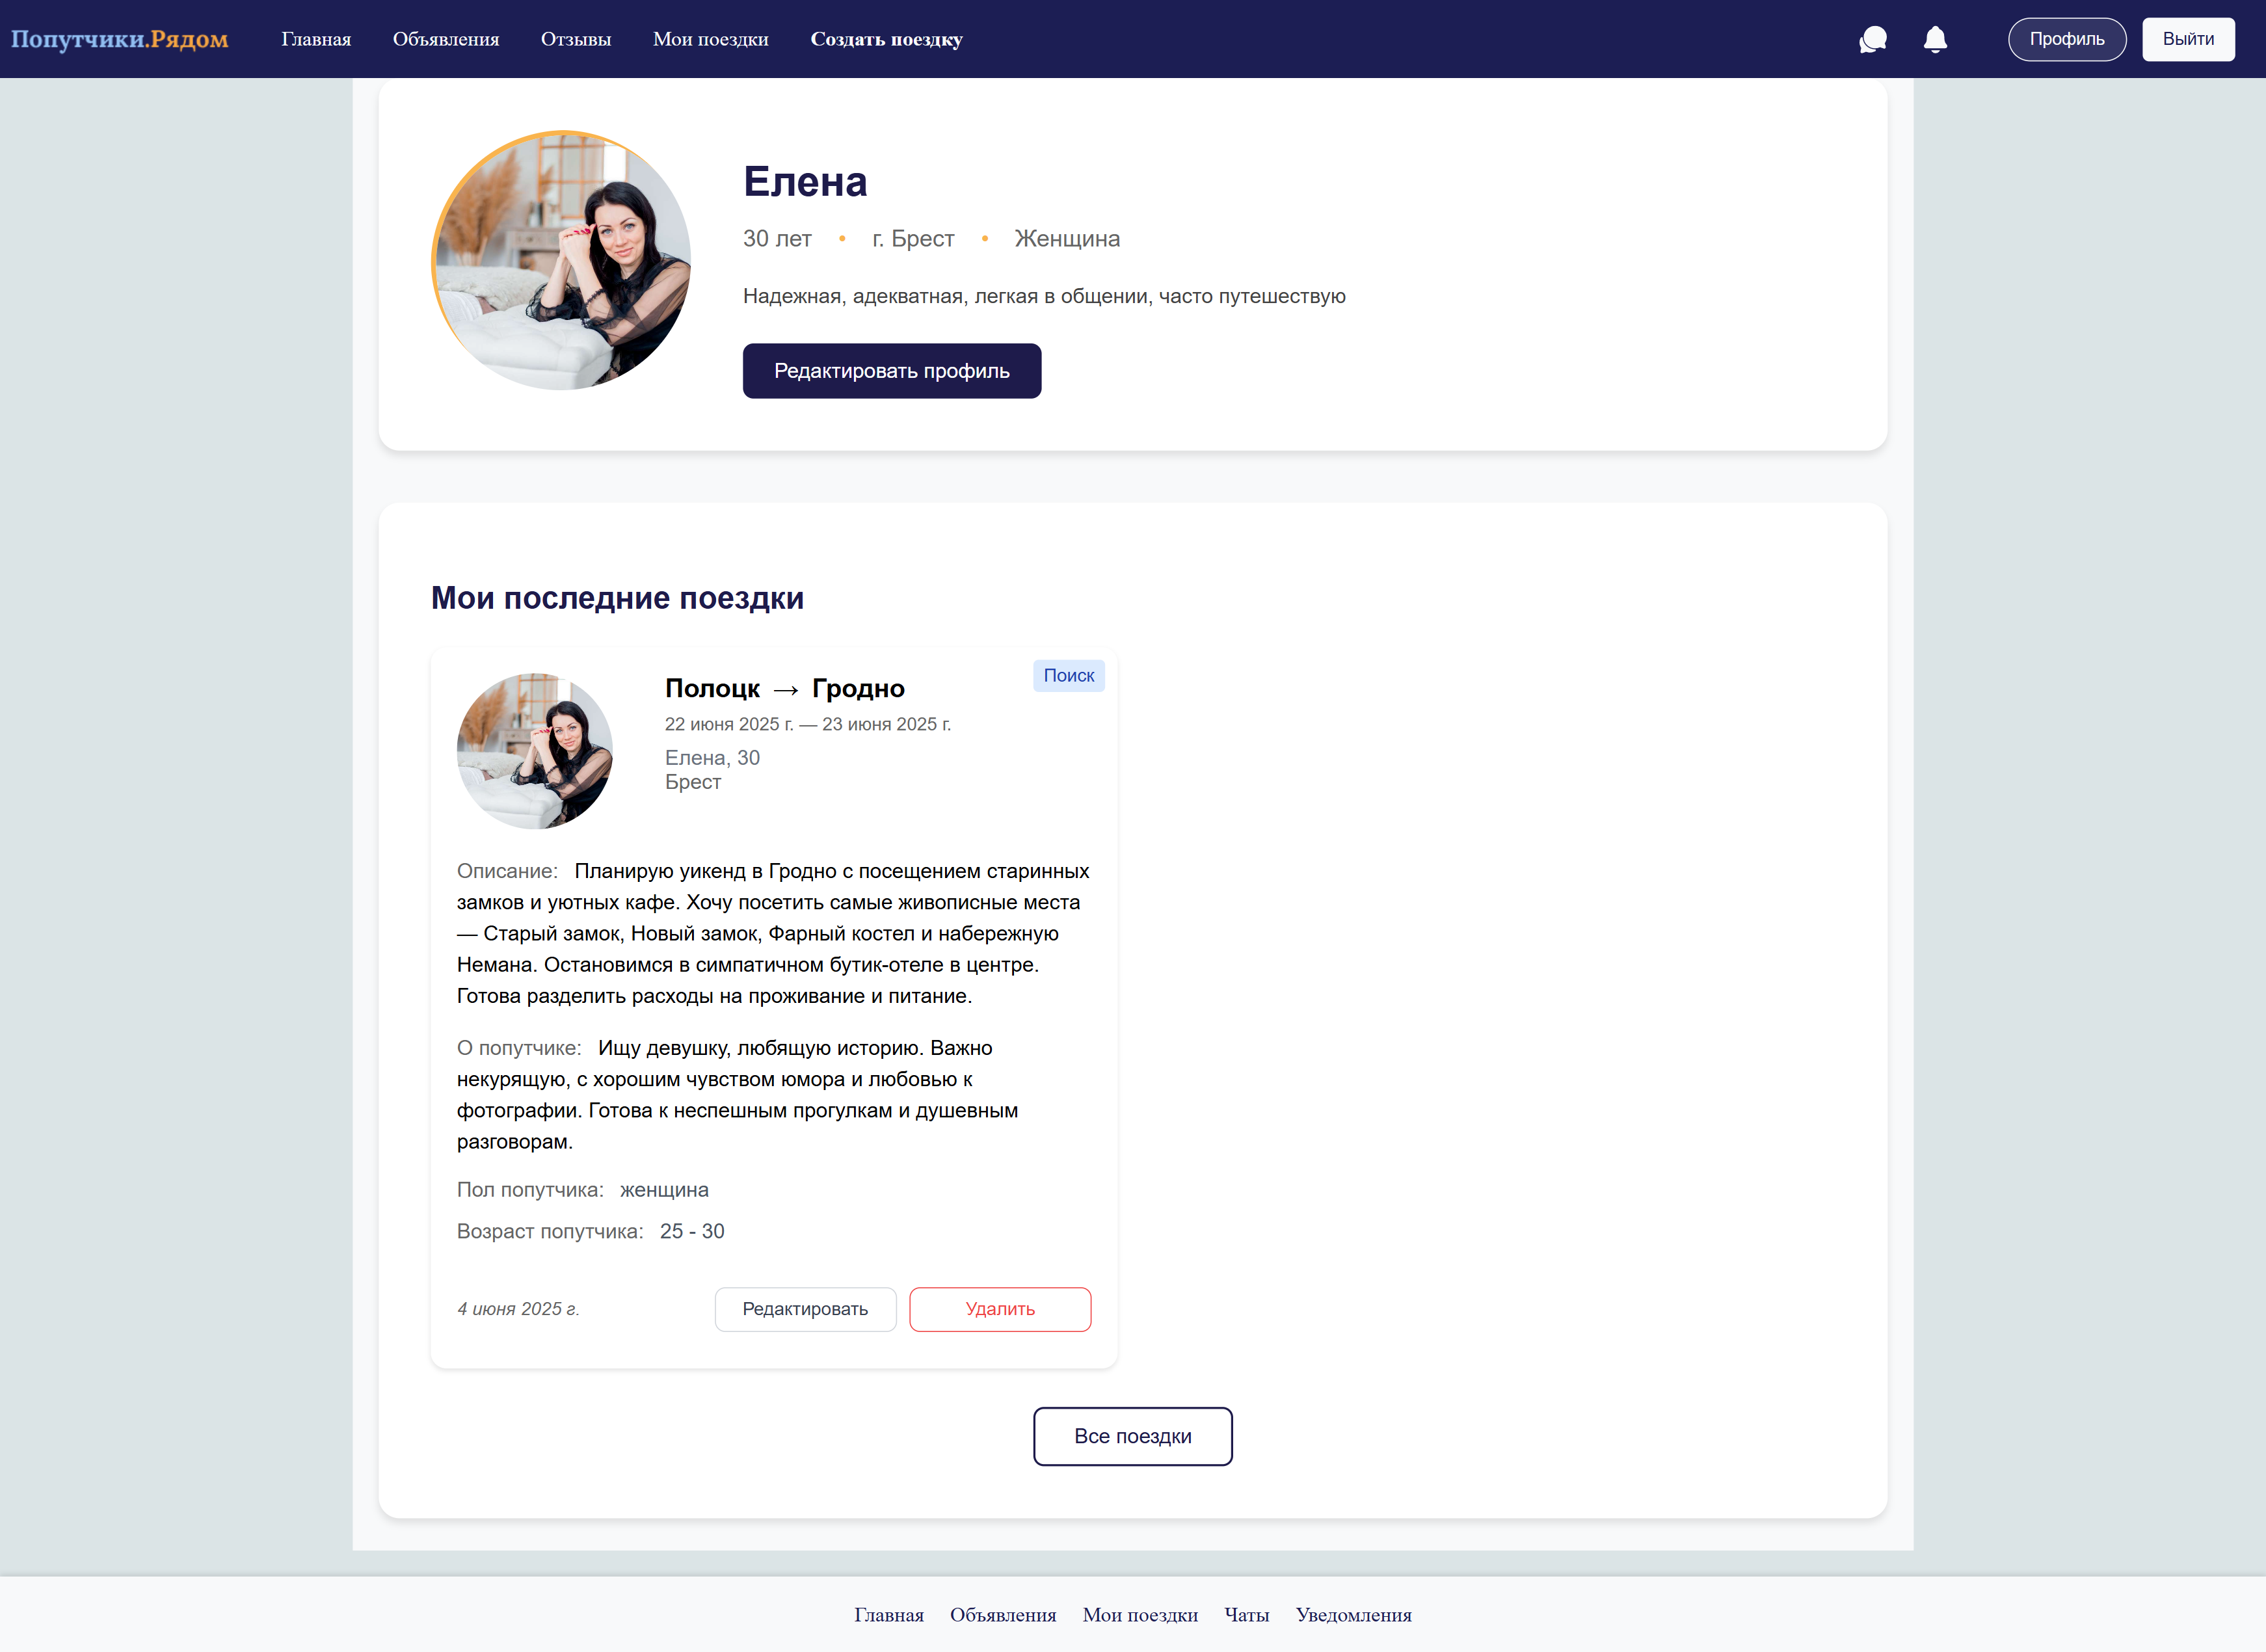 Попутчики.Рядом
Главная
Объявления
Отзывы
Мои поездки
Создать поездку
Профиль
Выйти
Елена
30 лет • г. Брест • Женщина
Надежная, адекватная, легкая в общении, часто путешествую
Редактировать профиль
Мои последние поездки
Полоцк → Гродно
Поиск
22 июня 2025 г. — 23 июня 2025 г.
Елена, 30
Брест
Описание: Планирую уикенд в Гродно с посещением старинных
замков и уютных кафе. Хочу посетить самые живописные места
— Старый замок, Новый замок, Фарный костел и набережную
Немана. Остановимся в симпатичном бутик-отеле в центре.
Готова разделить расходы на проживание и питание.
О попутчике: Ищу девушку, любящую историю. Важно
некурящую, с хорошим чувством юмора и любовью к
фотографии. Готова к неспешным прогулкам и душевным
разговорам.
Пол попутчика: женщина
Возраст попутчика: 25 - 30
4 июня 2025 г.
Редактировать
Удалить
Все поездки
Главная
Объявления
Мои поездки
Чаты
Уведомления